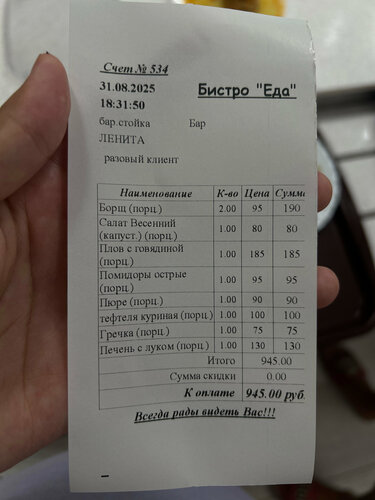 Счет № 534
31.08.2025 Бистро "Еда"
18:31:50
бар.стойка Бар
ЛЕНИТА
разовый клиент
Наименование К-во Цена Сумма
Борщ (порц.) 2.00 95 190
Салат Весенний
(капуст.) (порц.) 1.00 80 80
Плов с говядиной
(порц.) 1.00 185 185
Помидоры острые
(порц.) 1.00 95 95
Пюре (порц.) 1.00 90 90
тефтеля куриная (порц.) 1.00 100 100
Гречка (порц.) 1.00 75 75
Печень с луком (порц.) 1.00 130 130
Итого 945.00
Сумма скидки 0.00
К оплате 945.00 руб.
Всегда рады видеть Вас!!!